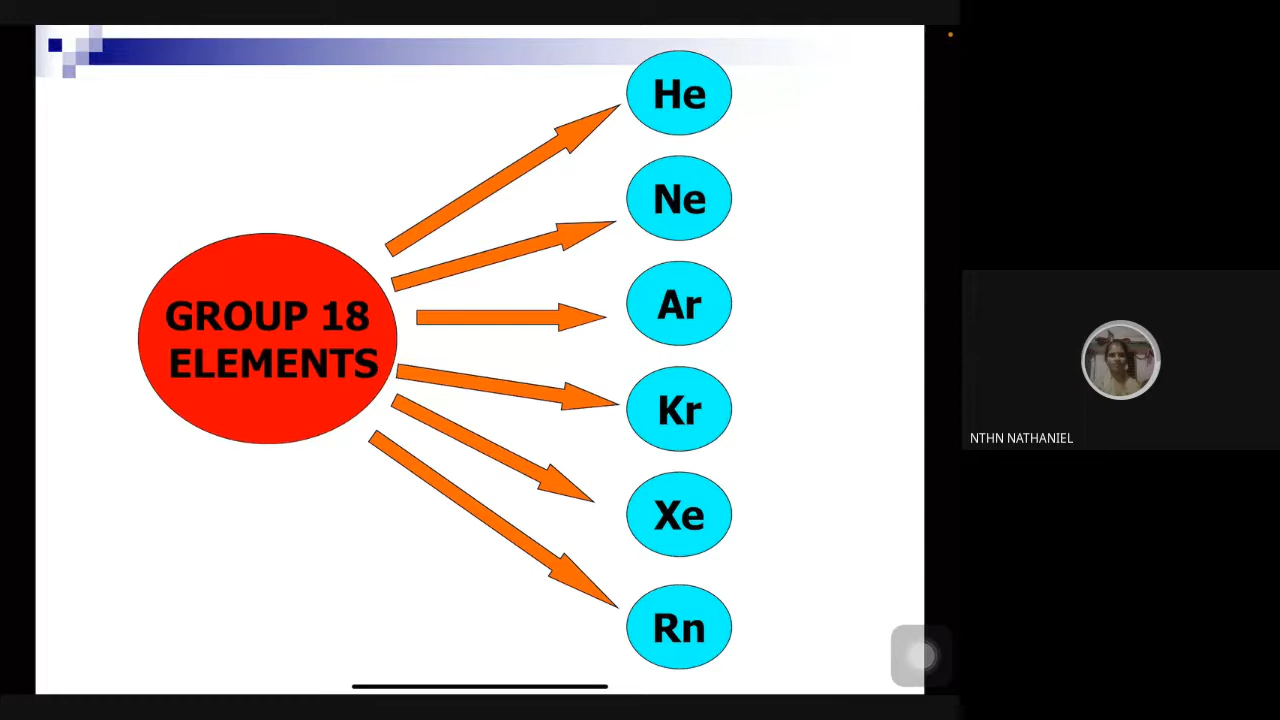 He
Ne
Ar
GROUP 18
ELEMENTS
Kr
Xe
Rn
NTHN NATHANIEL